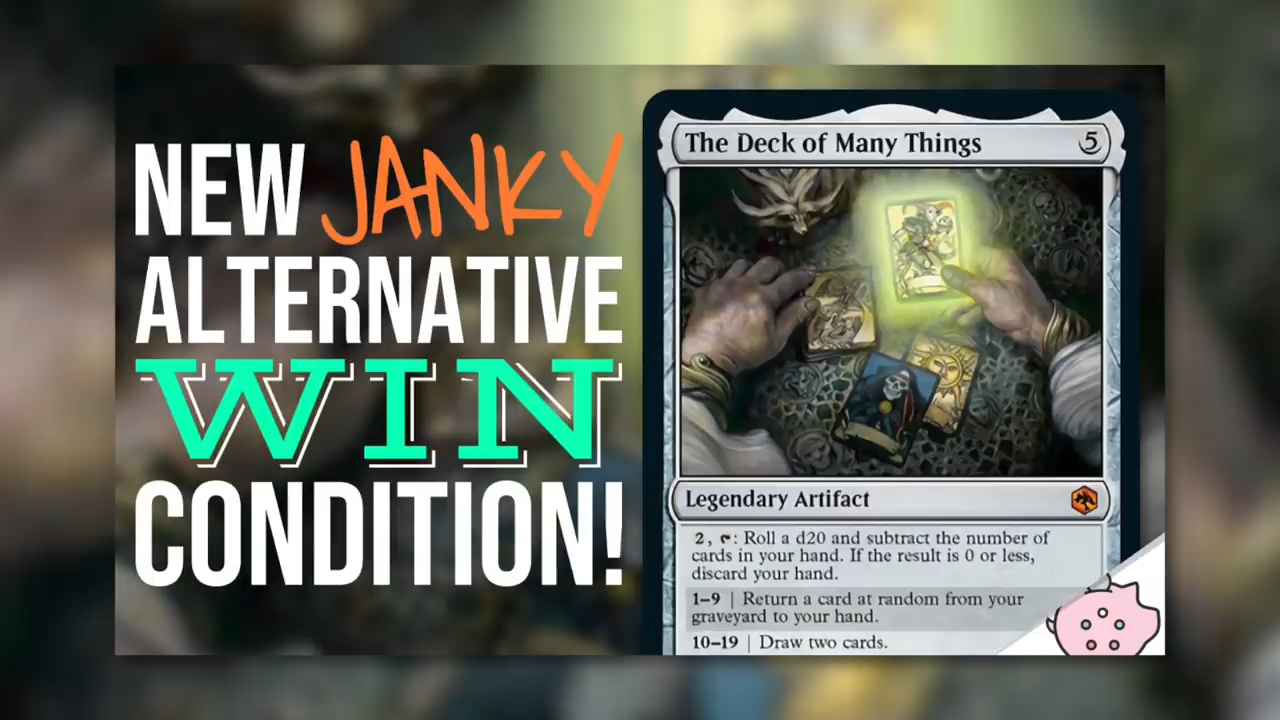 NEW JANKY
ALTERNATIVE
WIN
CONDITION!
The Deck of Many Things 5
Legendary Artifact
2, : Roll a d20 and subtract the number of
cards in your hand. If the result is 0 or less,
discard your hand.
1–9 | Return a card at random from your
graveyard to your hand.
10–19 | Draw two cards.